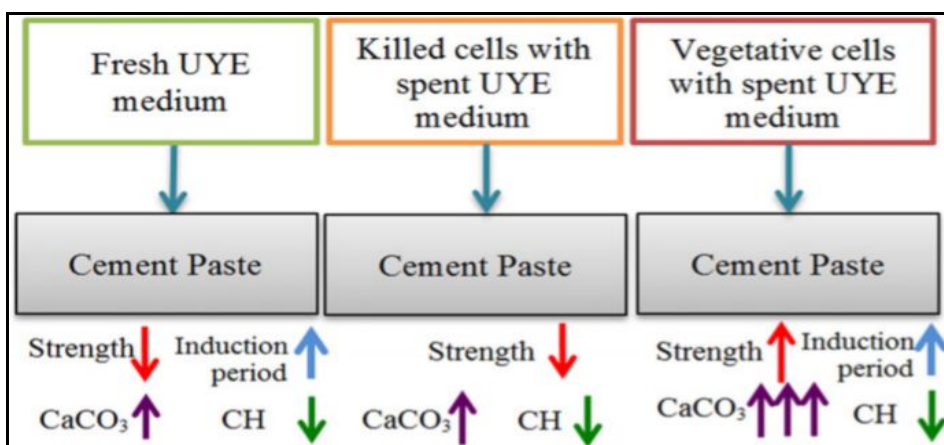 Fresh UYE
medium
Killed cells with
spent UYE
medium
Vegetative cells
with spent UYE
medium
Cement Paste
Cement Paste
Cement Paste
Strength
Induction
period
CaCO₃
CH
Strength
CaCO₃
CH
Strength
Induction
period
CaCO₃
CH